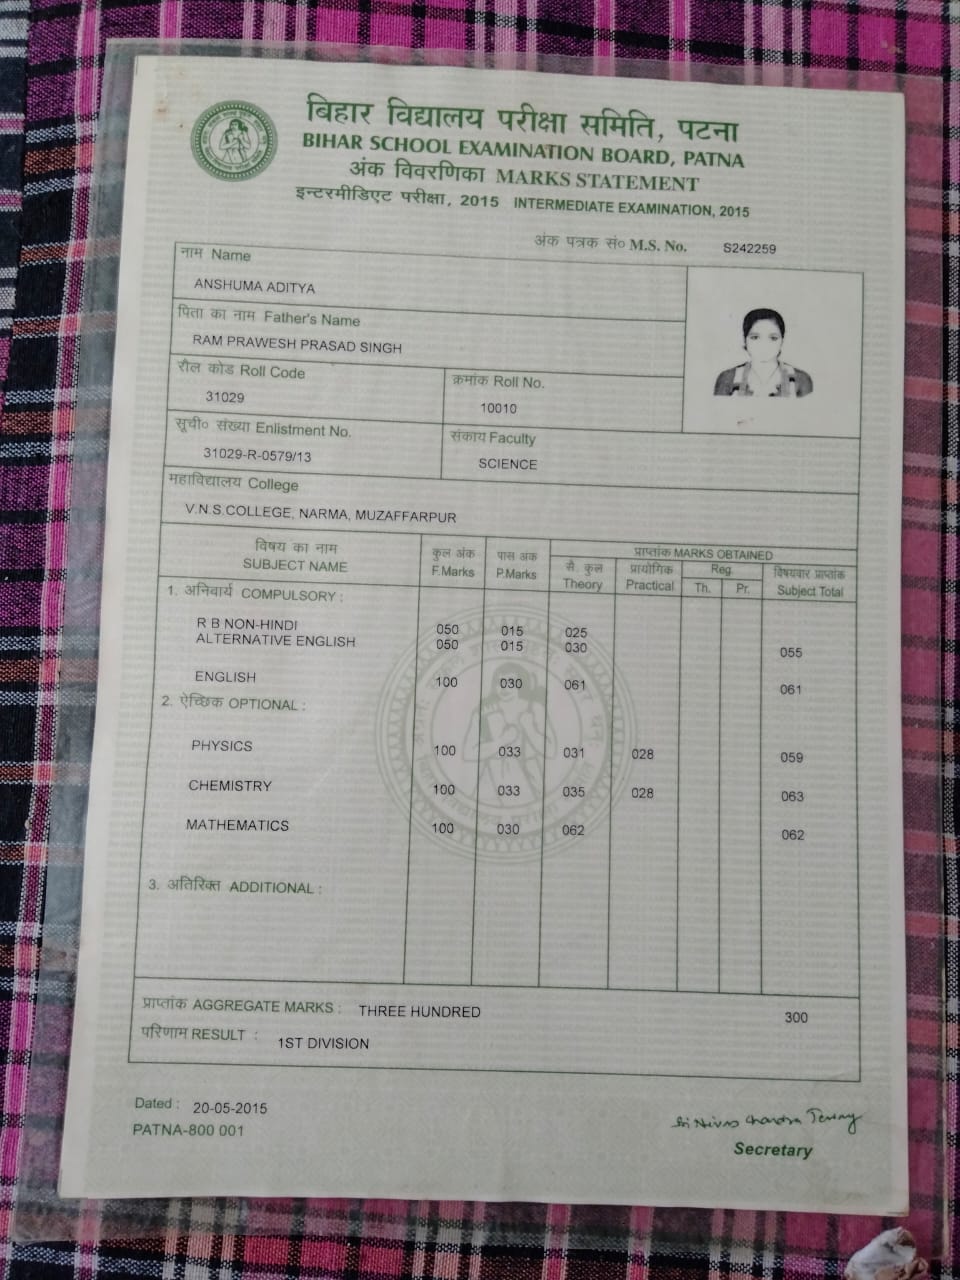 बिहार विद्यालय परीक्षा समिति, पटना
BIHAR SCHOOL EXAMINATION BOARD, PATNA
अंक विवरणिका MARKS STATEMENT
इन्टरमीडिएट परीक्षा, 2015 INTERMEDIATE EXAMINATION, 2015
अंक पत्रक सं० M.S. No. S242259
नाम Name
ANSHUMA ADITYA
पिता का नाम Father's Name
RAM PRAWESH PRASAD SINGH
रौल कोड Roll Code
31029
क्रमांक Roll No.
10010
सूची० संख्या Enlistment No.
31029-R-0579/13
संकाय Faculty
SCIENCE
महाविद्यालय College
V.N.S.COLLEGE, NARMA, MUZAFFARPUR
विषय का नाम
SUBJECT NAME
कुल अंक
F.Marks
पास अंक
P.Marks
प्राप्तांक MARKS OBTAINED
सै. कुल
Theory
प्रायोगिक
Practical
Reg.
Th. Pr.
विषयवार प्राप्तांक
Subject Total
1. अनिवार्य COMPULSORY :
R B NON-HINDI 050 015 025
ALTERNATIVE ENGLISH 050 015 030 055
ENGLISH 100 030 061 061
2. ऐच्छिक OPTIONAL :
PHYSICS 100 033 031 028 059
CHEMISTRY 100 033 035 028 063
MATHEMATICS 100 030 062 062
3. अतिरिक्त ADDITIONAL :
प्राप्तांक AGGREGATE MARKS : THREE HUNDRED 300
परिणाम RESULT : 1ST DIVISION
Dated : 20-05-2015
PATNA-800 001
Secretary